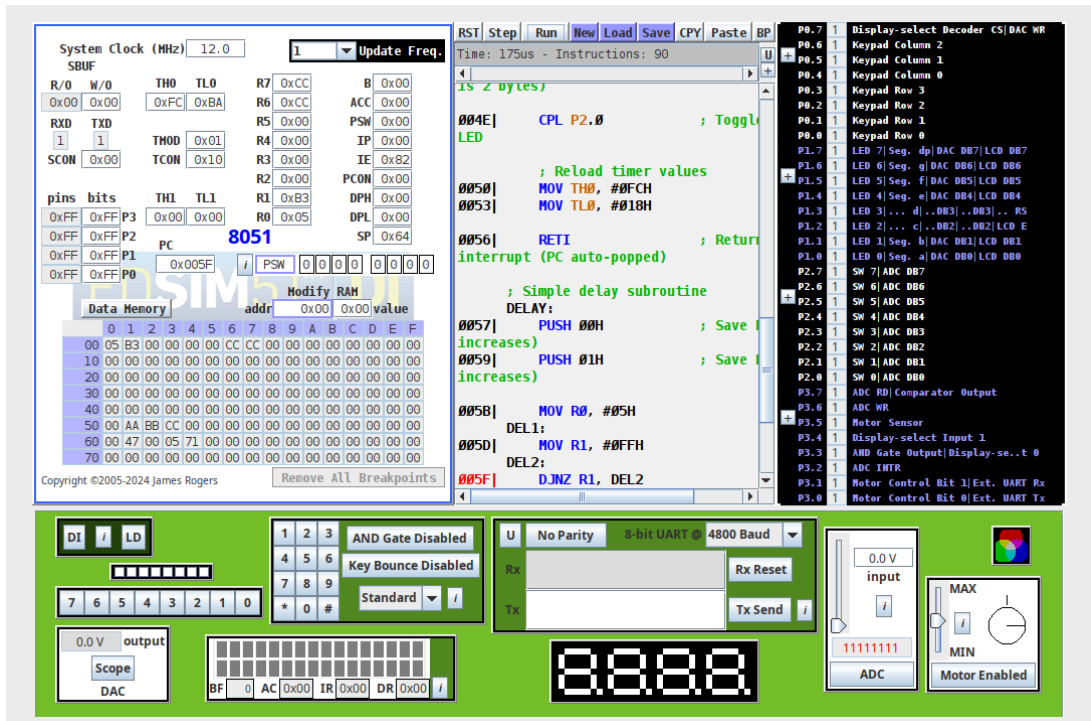 System Clock (MHz) 12.0 1 Update Freq.
SBUF
R/O W/O TH0 TL0 R7 0xCC B 0x00
0x00 0x00 0xFC 0xBA R6 0xCC ACC 0x00
RXD TXD R5 0x00 PSW 0x00
1 1 TMOD 0x01 R4 0x00 IP 0x00
SCON 0x00 TCON 0x10 R3 0x00 IE 0x82
R2 0x00 PCON 0x00
pins bits TH1 TL1 R1 0xB3 DPH 0x00
0xFF 0xFF P3 0x00 0x00 R0 0x05 DPL 0x00
0xFF 0xFF P2 8051 SP 0x64
0xFF 0xFF P1 PC
0xFF 0xFF P0 0x005F i PSW 0 0 0 0 0 0 0 0
Modify RAM
Data Memory addr 0x00 0x00 value
0 1 2 3 4 5 6 7 8 9 A B C D E F
00 05 B3 00 00 00 00 CC CC 00 00 00 00 00 00 00 00
10 00 00 00 00 00 00 00 00 00 00 00 00 00 00 00 00
20 00 00 00 00 00 00 00 00 00 00 00 00 00 00 00 00
30 00 00 00 00 00 00 00 00 00 00 00 00 00 00 00 00
40 00 00 00 00 00 00 00 00 00 00 00 00 00 00 00 00
50 00 AA BB CC 00 00 00 00 00 00 00 00 00 00 00 00
60 00 47 00 05 71 00 00 00 00 00 00 00 00 00 00 00
70 00 00 00 00 00 00 00 00 00 00 00 00 00 00 00 00
Copyright ©2005-2024 James Rogers Remove All Breakpoints
RST Step Run New Load Save CPY Paste BP
Time: 175us - Instructions: 90 U
+
is 2 bytes)
004E| CPL P2.0 ; Toggle
LED
; Reload timer values
0050| MOV TH0, #0FCH
0053| MOV TL0, #018H
0056| RETI ; Return
interrupt (PC auto-popped)
; Simple delay subroutine
DELAY:
0057| PUSH 00H ; Save
increases)
0059| PUSH 01H ; Save
increases)
005B| MOV R0, #05H
DEL1:
005D| MOV R1, #0FFH
DEL2:
005F| DJNZ R1, DEL2
P0.7 1 Display-select Decoder CS|DAC WR
P0.6 1 Keypad Column 2
P0.5 1 Keypad Column 1
P0.4 1 Keypad Column 0
P0.3 1 Keypad Row 3
P0.2 1 Keypad Row 2
P0.1 1 Keypad Row 1
P0.0 1 Keypad Row 0
P1.7 1 LED 7|Seg. dp|DAC DB7|LCD DB7
P1.6 1 LED 6|Seg. g|DAC DB6|LCD DB6
P1.5 1 LED 5|Seg. f|DAC DB5|LCD DB5
P1.4 1 LED 4|Seg. e|DAC DB4|LCD DB4
P1.3 1 LED 3|... d|..DB3|..DB3|.. RS
P1.2 1 LED 2|... c|..DB2|..DB2|LCD E
P1.1 1 LED 1|Seg. b|DAC DB1|LCD DB1
P1.0 1 LED 0|Seg. a|DAC DB0|LCD DB0
P2.7 1 SW 7|ADC DB7
P2.6 1 SW 6|ADC DB6
P2.5 1 SW 5|ADC DB5
P2.4 1 SW 4|ADC DB4
P2.3 1 SW 3|ADC DB3
P2.2 1 SW 2|ADC DB2
P2.1 1 SW 1|ADC DB1
P2.0 1 SW 0|ADC DB0
P3.7 1 ADC RD|Comparator Output
P3.6 1 ADC WR
P3.5 1 Motor Sensor
P3.4 1 Display-select Input 1
P3.3 1 AND Gate Output|Display-se..t 0
P3.2 1 ADC INTR
P3.1 1 Motor Control Bit 1|Ext. UART Rx
P3.0 1 Motor Control Bit 0|Ext. UART Tx
DI i LD
7 6 5 4 3 2 1 0
0.0 V output
Scope
DAC
1 2 3 AND Gate Disabled
4 5 6 Key Bounce Disabled
7 8 9
* 0 # Standard i
BF 0 AC 0x00 IR 0x00 DR 0x00 i
U No Parity 8-bit UART @ 4800 Baud
Rx Rx Reset
Tx Tx Send i
8.8.8.8.
0.0 V
input
i
11111111
ADC
MAX
i
MIN
Motor Enabled